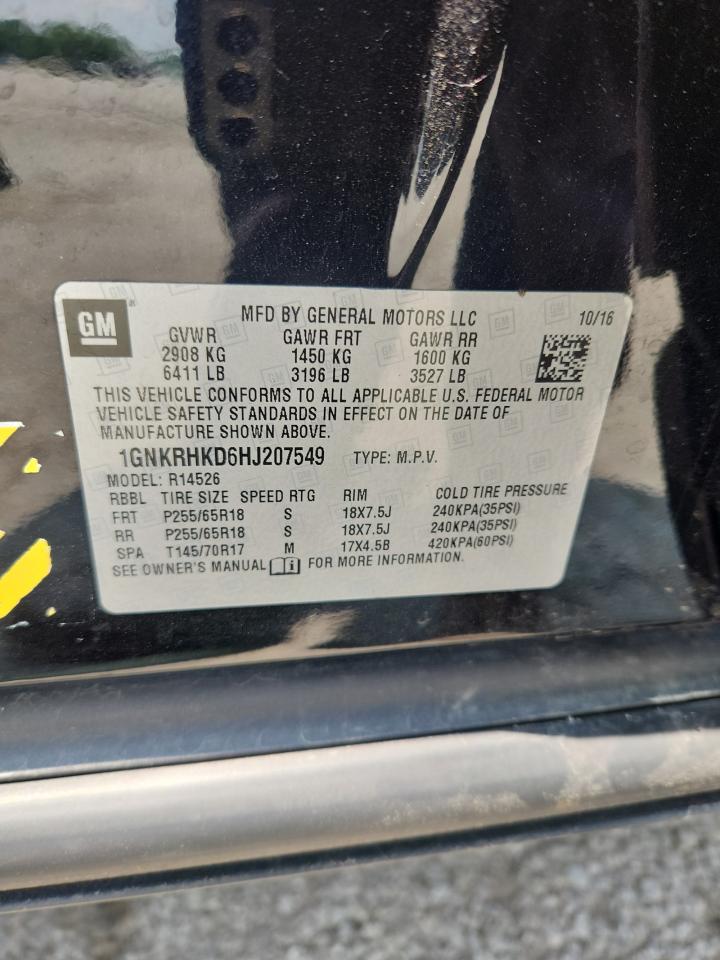 GM
MFD BY GENERAL MOTORS LLC 10/16
GVWR GAWR FRT GAWR RR
2908 KG 1450 KG 1600 KG
6411 LB 3196 LB 3527 LB
THIS VEHICLE CONFORMS TO ALL APPLICABLE U.S. FEDERAL MOTOR
VEHICLE SAFETY STANDARDS IN EFFECT ON THE DATE OF
MANUFACTURE SHOWN ABOVE.
1GNKRHKD6HJ207549 TYPE: M.P.V.
MODEL: R14526
RBBL TIRE SIZE SPEED RTG RIM COLD TIRE PRESSURE
FRT P255/65R18 S 18X7.5J 240KPA(35PSI)
RR P255/65R18 S 18X7.5J 240KPA(35PSI)
SPA T145/70R17 M 17X4.5B 420KPA(60PSI)
SEE OWNER'S MANUAL i FOR MORE INFORMATION.